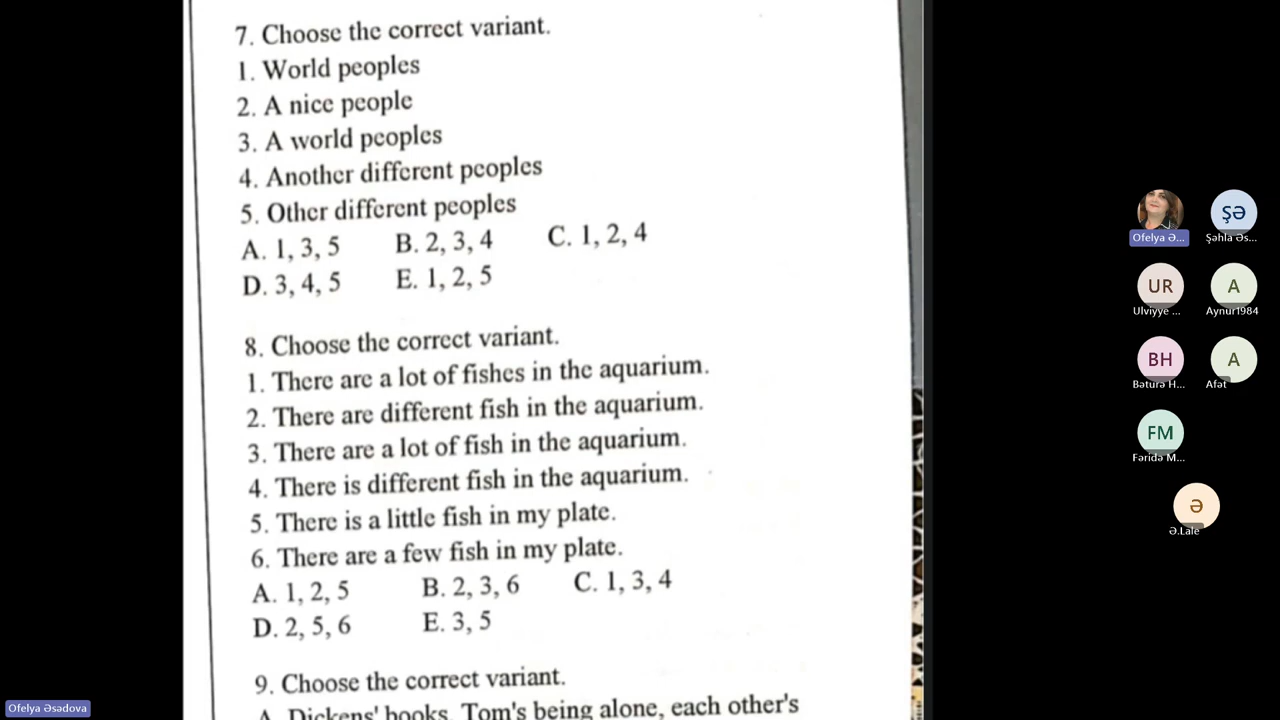 7. Choose the correct variant.
1. World peoples
2. A nice people
3. A world peoples
4. Another different peoples
5. Other different peoples
A. 1, 3, 5 B. 2, 3, 4 C. 1, 2, 4
D. 3, 4, 5 E. 1, 2, 5
8. Choose the correct variant.
1. There are a lot of fishes in the aquarium.
2. There are different fish in the aquarium.
3. There are a lot of fish in the aquarium.
4. There is different fish in the aquarium.
5. There is a little fish in my plate.
6. There are a few fish in my plate.
A. 1, 2, 5 B. 2, 3, 6 C. 1, 3, 4
D. 2, 5, 6 E. 3, 5
9. Choose the correct variant.
A. Dickens' books, Tom's being alone, each other's
Ofelya Ə...
ŞƏ
Şəhla Əs...
UR
Ulviyye ...
A
Aynur1984
BH
Bəturə H...
A
Afət
FM
Fəridə M...
Ə
Ə.Lale
Ofelya Əsədova